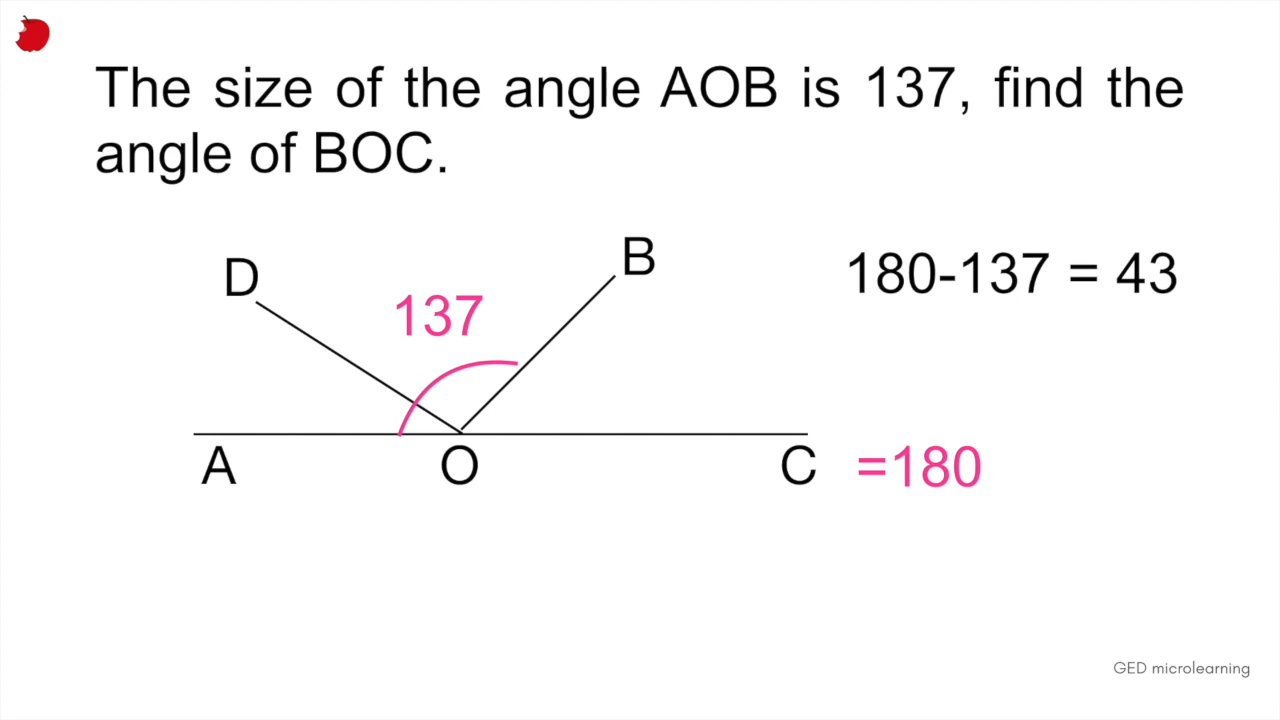 The size of the angle AOB is 137, find the
angle of BOC.
D
B
137
180-137 = 43
A
O
C
=180
GED microlearning